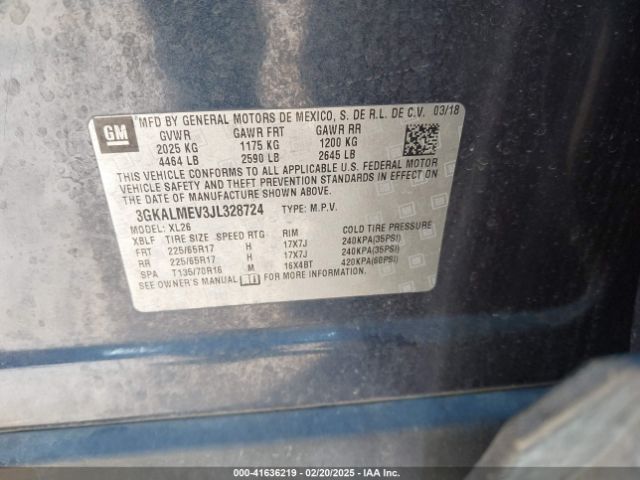 MFD BY GENERAL MOTORS DE MEXICO, S. DE R.L. DE C.V. 03/18
GM
GVWR GAWR FRT GAWR RR
2025 KG 1175 KG 1200 KG
4464 LB 2590 LB 2645 LB
THIS VEHICLE CONFORMS TO ALL APPLICABLE U.S. FEDERAL MOTOR
VEHICLE SAFETY AND THEFT PREVENTION STANDARDS IN EFFECT ON
THE DATE OF MANUFACTURE SHOWN ABOVE.
3GKALMEV3JL328724 TYPE: M.P.V.
MODEL: XL26
XBLF TIRE SIZE SPEED RTG RIM COLD TIRE PRESSURE
FRT 225/65R17 H 17X7J 240KPA(35PSI)
RR 225/65R17 H 17X7J 240KPA(35PSI)
SPA T135/70R16 M 16X4BT 420KPA(60PSI)
SEE OWNER'S MANUAL FOR MORE INFORMATION.
000-41636219 - 02/20/2025 - IAA Inc.